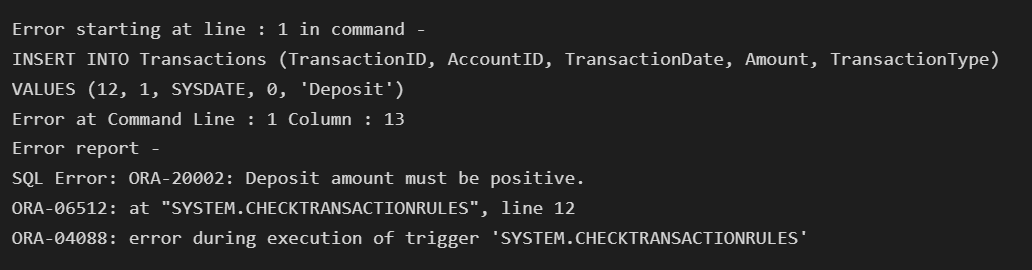 Error starting at line : 1 in command -
INSERT INTO Transactions (TransactionID, AccountID, TransactionDate, Amount, TransactionType)
VALUES (12, 1, SYSDATE, 0, 'Deposit')
Error at Command Line : 1 Column : 13
Error report -
SQL Error: ORA-20002: Deposit amount must be positive.
ORA-06512: at "SYSTEM.CHECKTRANSACTIONRULES", line 12
ORA-04088: error during execution of trigger 'SYSTEM.CHECKTRANSACTIONRULES'